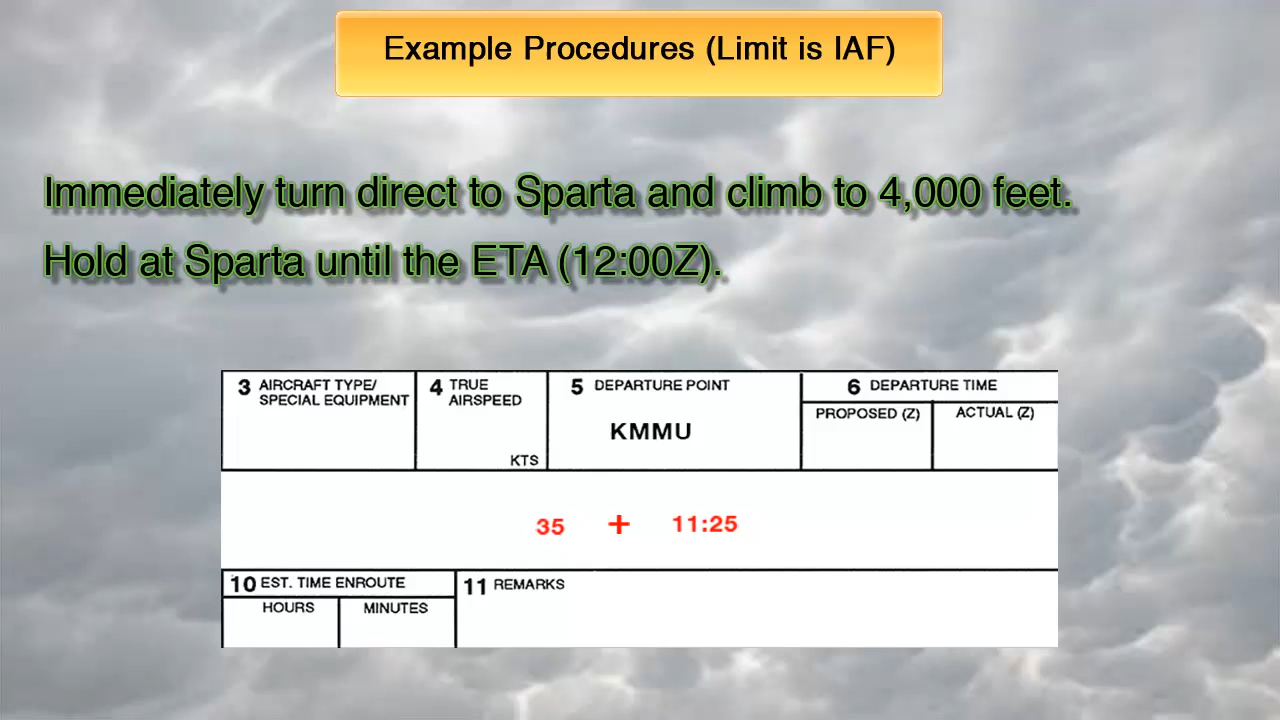 Example Procedures (Limit is IAF)
Immediately turn direct to Sparta and climb to 4,000 feet.
Hold at Sparta until the ETA (12:00Z).
3 AIRCRAFT TYPE/
SPECIAL EQUIPMENT
4 TRUE
AIRSPEED
KTS
5 DEPARTURE POINT
KMMU
6 DEPARTURE TIME
PROPOSED (Z)
ACTUAL (Z)
35 + 11:25
10 EST. TIME ENROUTE
HOURS
MINUTES
11 REMARKS